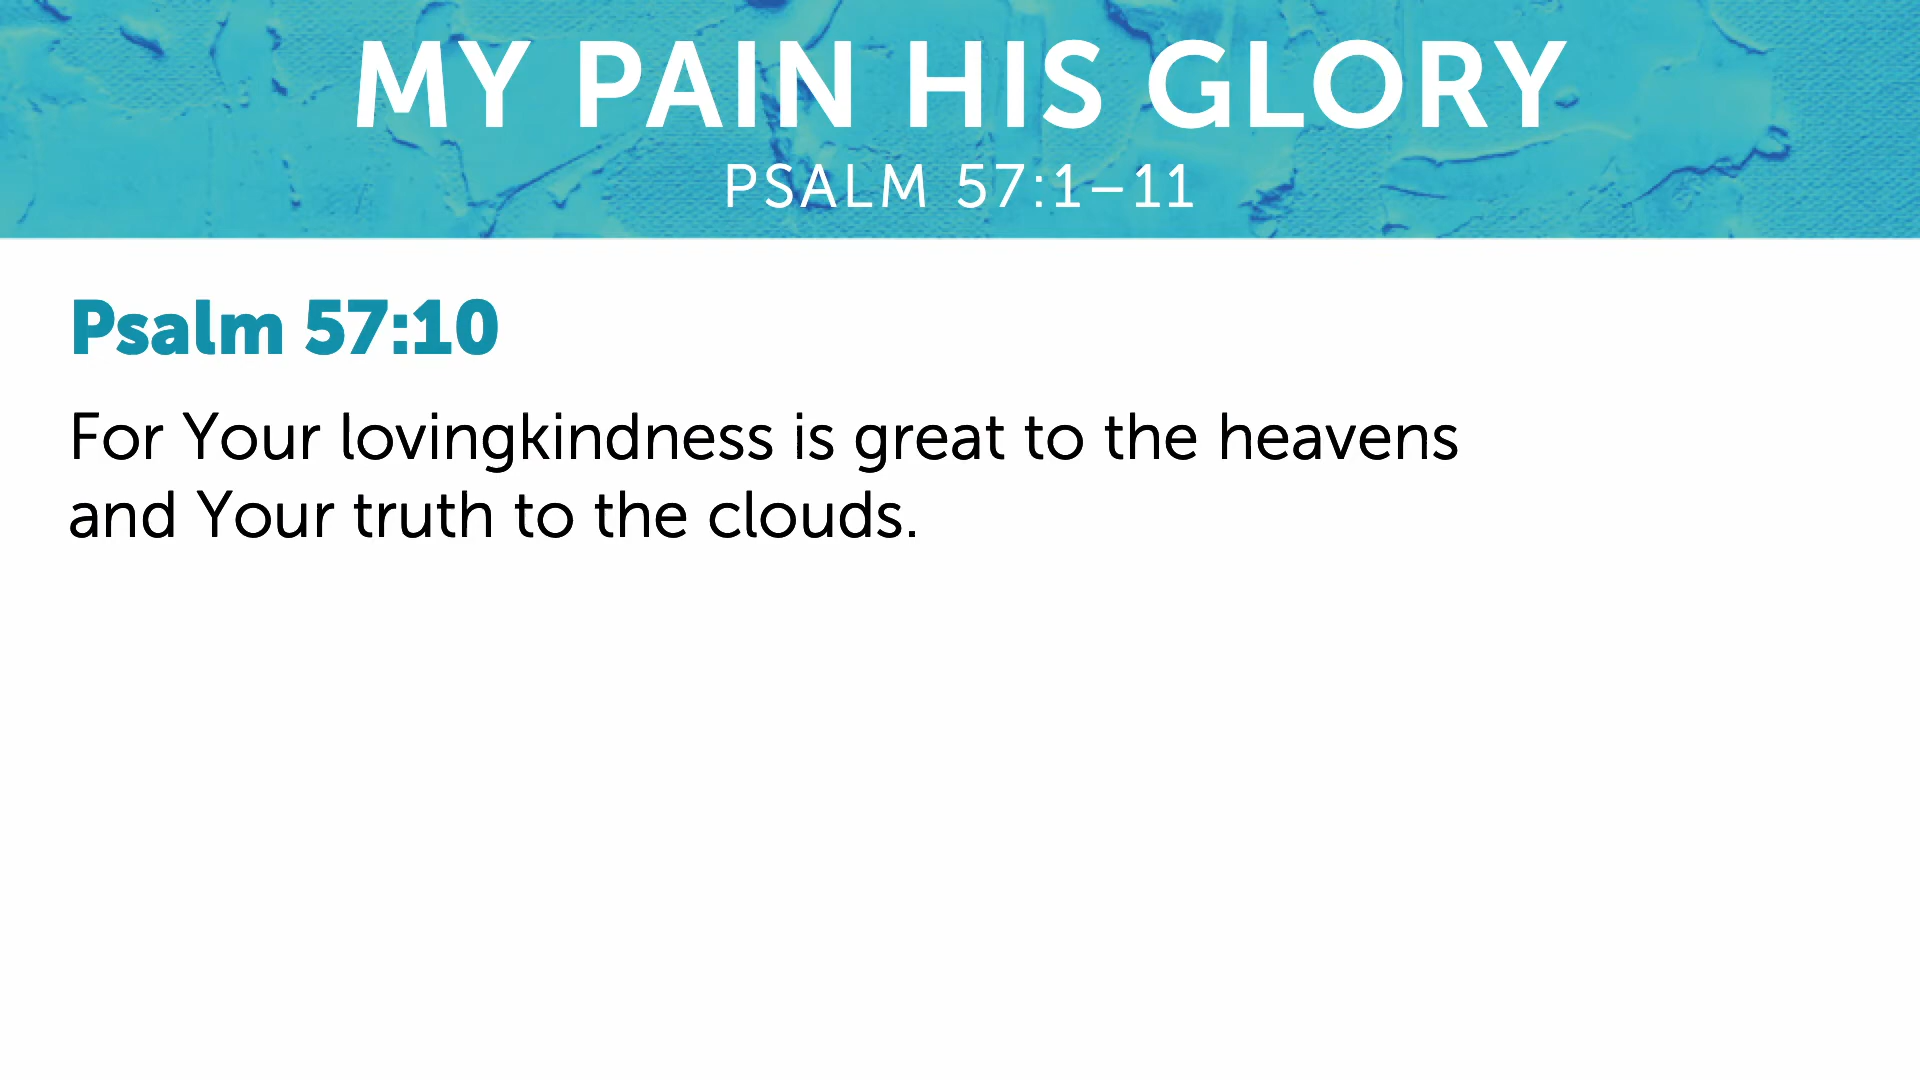 MY PAIN HIS GLORY
PSALM 57:1–11
Psalm 57:10
For Your lovingkindness is great to the heavens
and Your truth to the clouds.